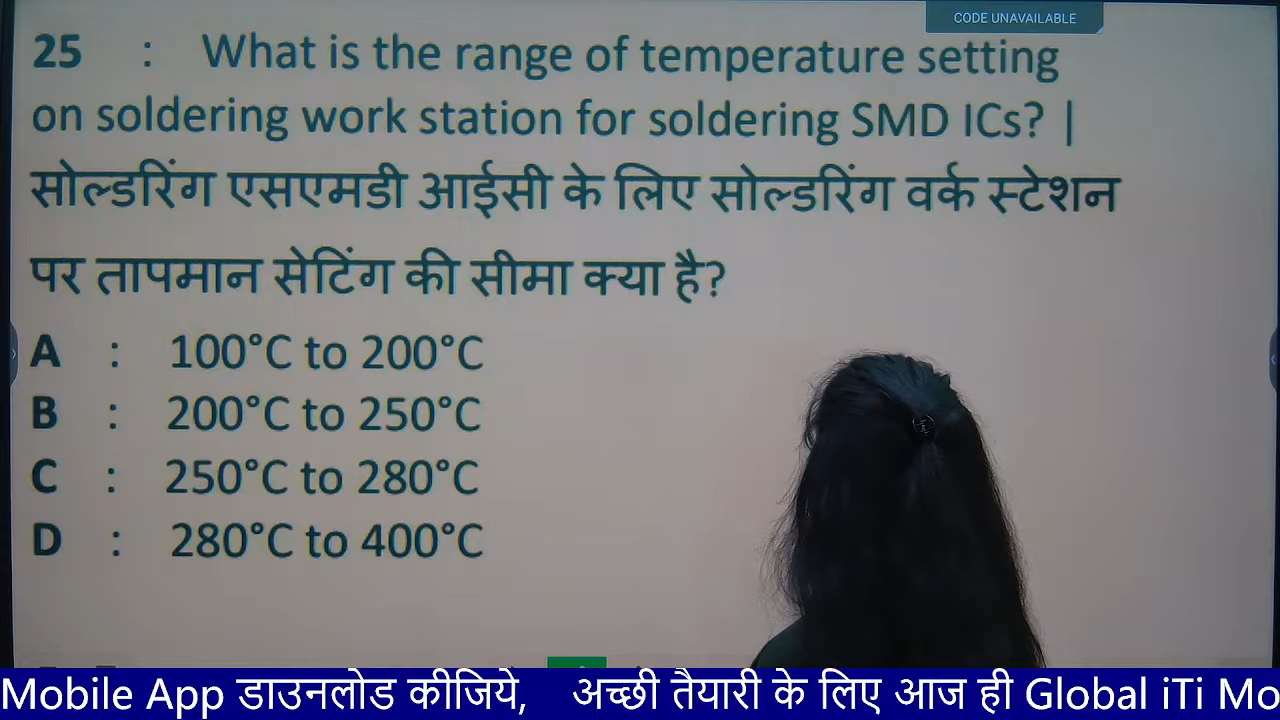 CODE UNAVAILABLE
25 : What is the range of temperature setting
on soldering work station for soldering SMD ICs? |
सोल्डरिंग एसएमडी आईसी के लिए सोल्डरिंग वर्क स्टेशन
पर तापमान सेटिंग की सीमा क्या है?
A : 100°C to 200°C
B : 200°C to 250°C
C : 250°C to 280°C
D : 280°C to 400°C
Mobile App डाउनलोड कीजिये, अच्छी तैयारी के लिए आज ही Global iTi Mo